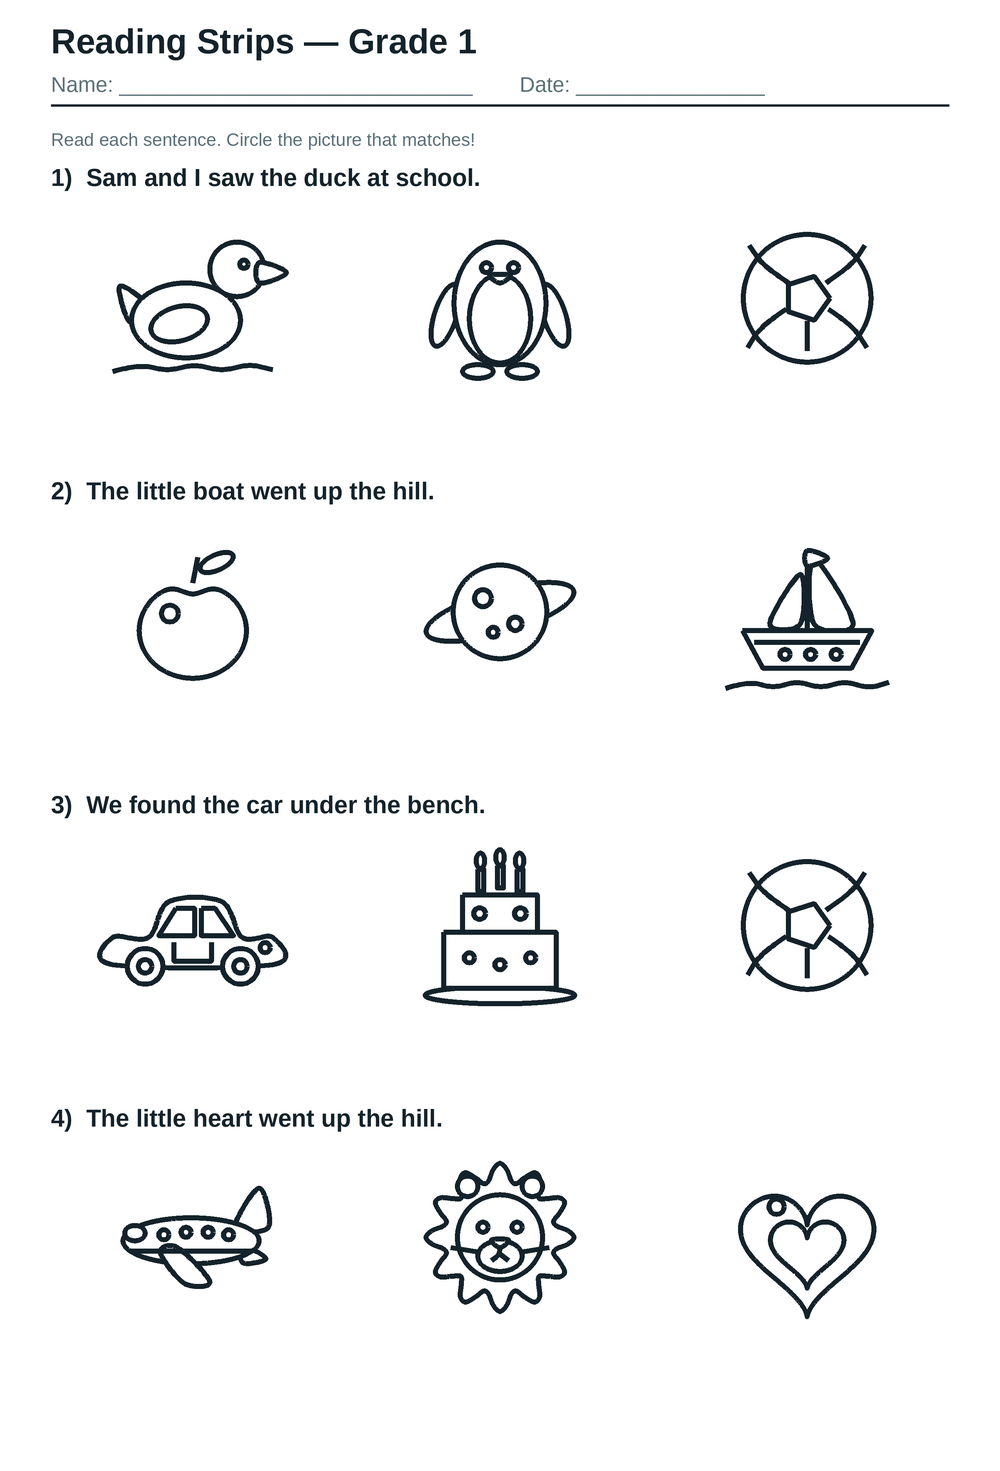 Reading Strips — Grade 1
Name: ______________________________ Date: ________________
Read each sentence. Circle the picture that matches!
1) Sam and I saw the duck at school.
2) The little boat went up the hill.
3) We found the car under the bench.
4) The little heart went up the hill.